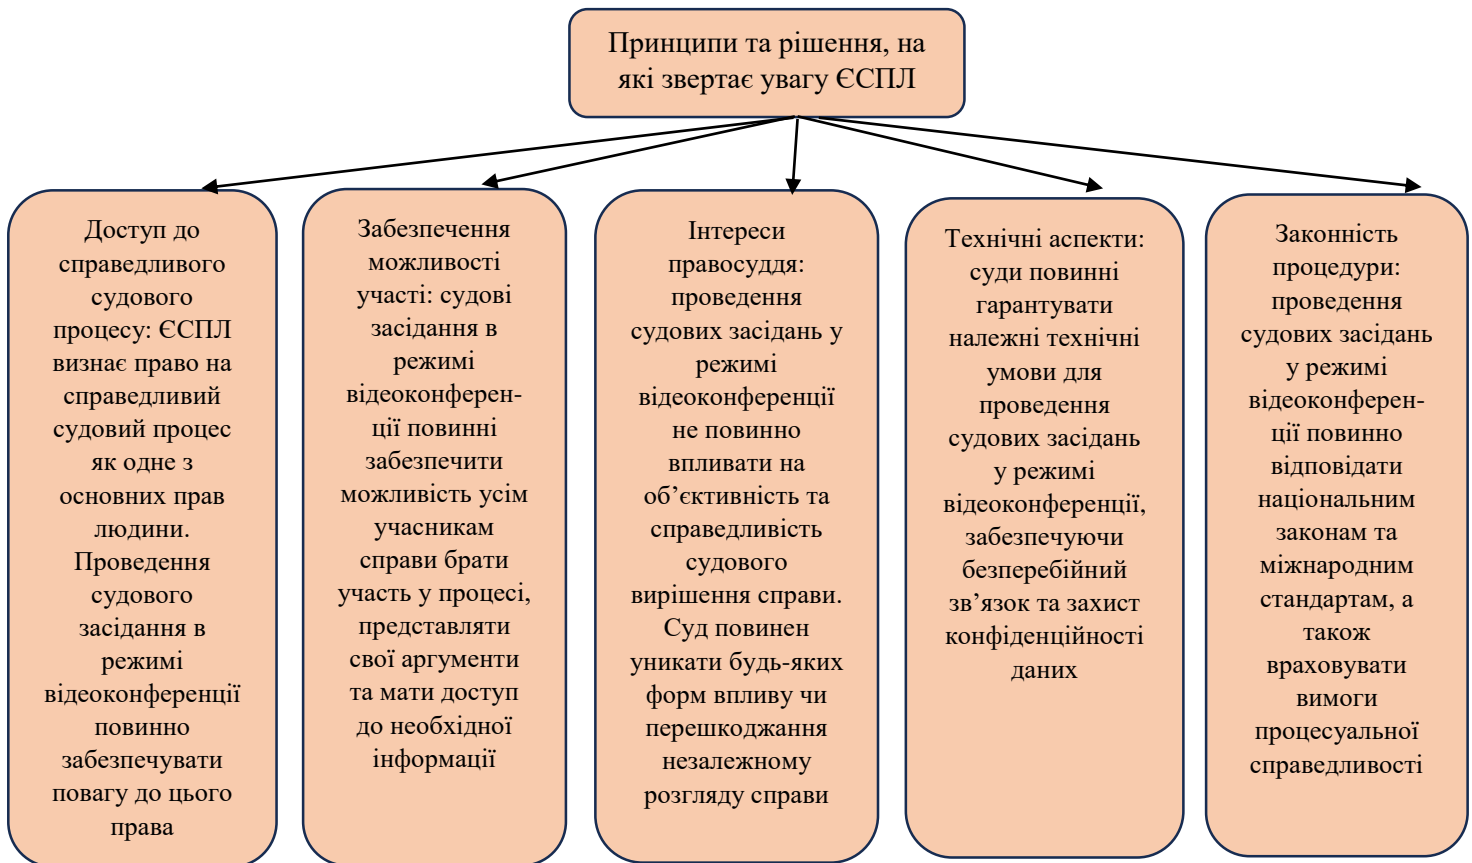 Принципи та рішення, на
які звертає увагу ЄСПЛ
Доступ до
справедливого
судового
процесу: ЄСПЛ
визнає право на
справедливий
судовий процес
як одне з
основних прав
людини.
Проведення
судового
засідання в
режимі
відеоконференції
повинно
забезпечувати
повагу до цього
права
Забезпечення
можливості
участі: судові
засідання в
режимі
відеоконферен-
ції повинні
забезпечити
можливість усім
учасникам
справи брати
участь у процесі,
представляти
свої аргументи
та мати доступ
до необхідної
інформації
Інтереси
правосуддя:
проведення
судових засідань у
режимі
відеоконференції
не повинно
впливати на
об’єктивність та
справедливість
судового
вирішення справи.
Суд повинен
уникати будь-яких
форм впливу чи
перешкоджання
незалежному
розгляду справи
Технічні аспекти:
суди повинні
гарантувати
належні технічні
умови для
проведення
судових засідань
у режимі
відеоконференції,
забезпечуючи
безперебійний
зв’язок та захист
конфіденційності
даних
Законність
процедури:
проведення
судових засідань
у режимі
відеоконферен-
ції повинно
відповідати
національним
законам та
міжнародним
стандартам, а
також
враховувати
вимоги
процесуальної
справедливості